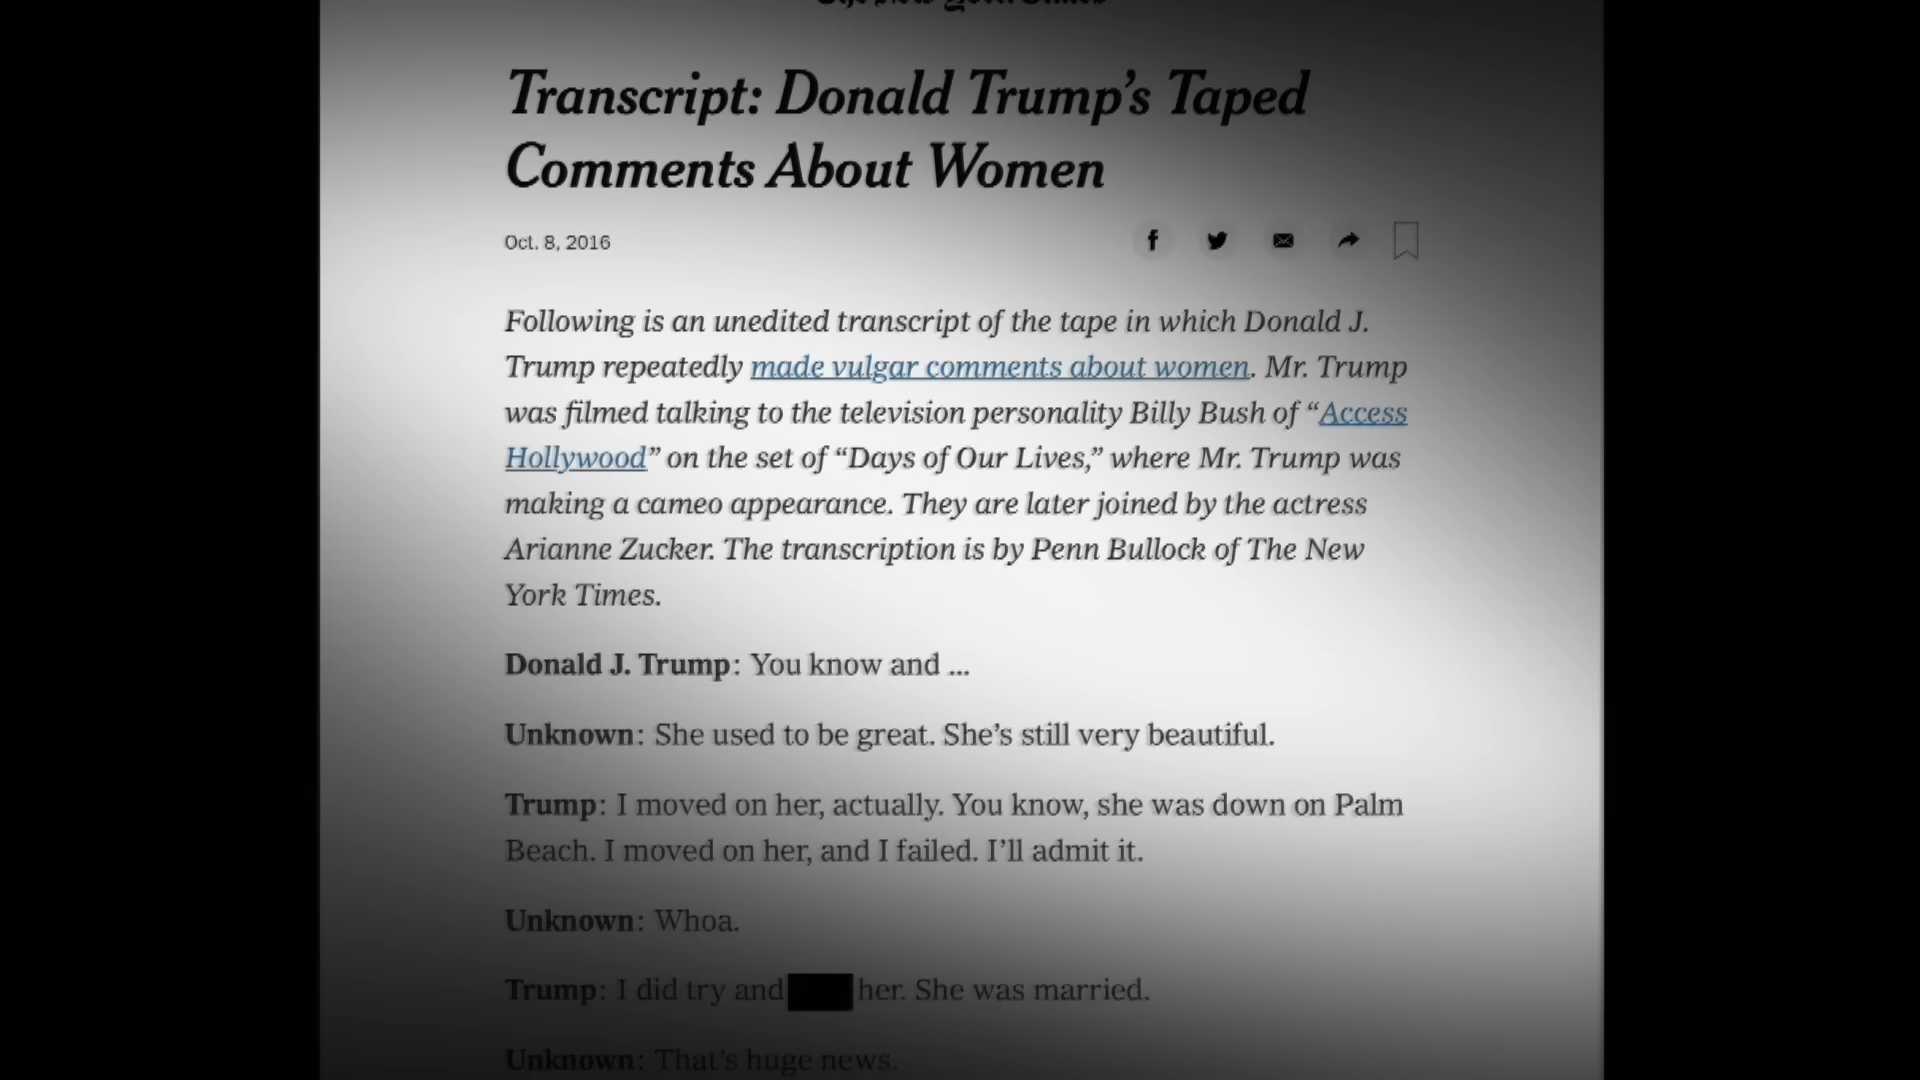 The New York Times
Transcript: Donald Trump’s Taped
Comments About Women
Oct. 8, 2016
Following is an unedited transcript of the tape in which Donald J.
Trump repeatedly made vulgar comments about women. Mr. Trump
was filmed talking to the television personality Billy Bush of “Access
Hollywood” on the set of “Days of Our Lives,” where Mr. Trump was
making a cameo appearance. They are later joined by the actress
Arianne Zucker. The transcription is by Penn Bullock of The New
York Times.
Donald J. Trump: You know and ...
Unknown: She used to be great. She’s still very beautiful.
Trump: I moved on her, actually. You know, she was down on Palm
Beach. I moved on her, and I failed. I’ll admit it.
Unknown: Whoa.
Trump: I did try and her. She was married.
Unknown: That’s huge news.